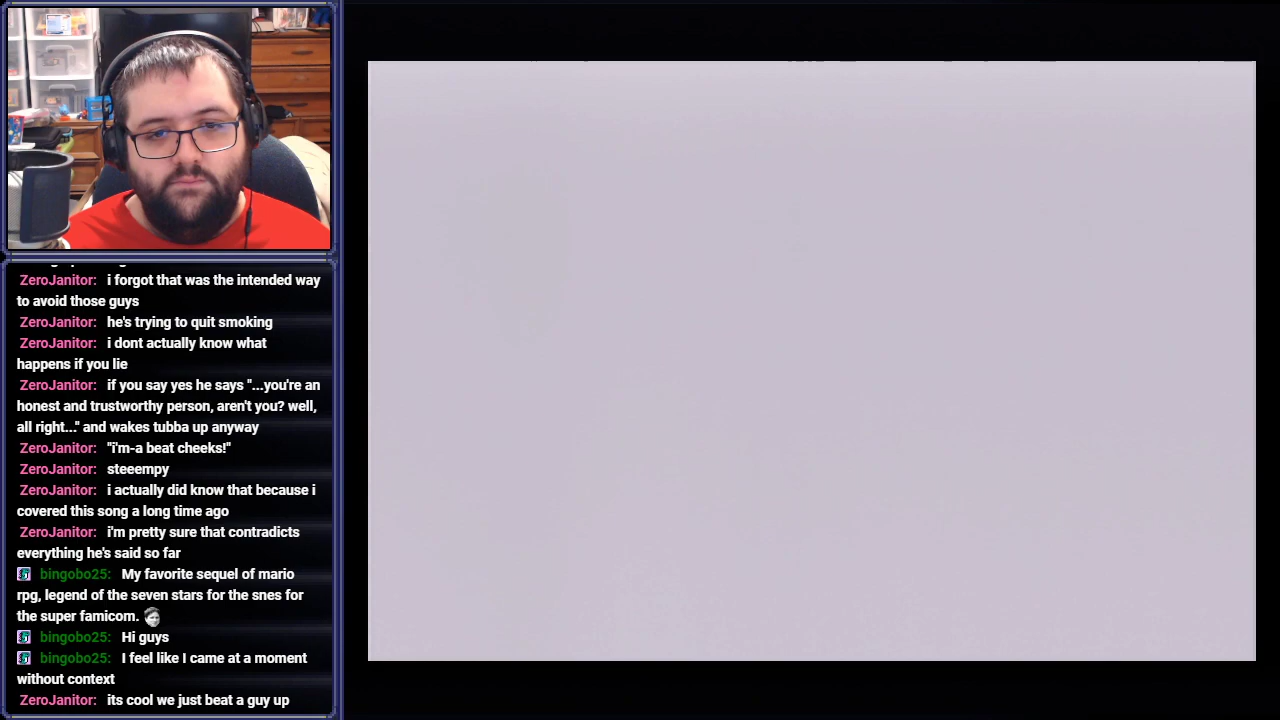 ZeroJanitor: i forgot that was the intended way
to avoid those guys
ZeroJanitor: he's trying to quit smoking
ZeroJanitor: i dont actually know what
happens if you lie
ZeroJanitor: if you say yes he says "...you're an
honest and trustworthy person, aren't you? well,
all right..." and wakes tubba up anyway
ZeroJanitor: "i'm-a beat cheeks!"
ZeroJanitor: steeempy
ZeroJanitor: i actually did know that because i
covered this song a long time ago
ZeroJanitor: i'm pretty sure that contradicts
everything he's said so far
bingobo25: My favorite sequel of mario
rpg, legend of the seven stars for the snes for
the super famicom.
bingobo25: Hi guys
bingobo25: I feel like I came at a moment
without context
ZeroJanitor: its cool we just beat a guy up